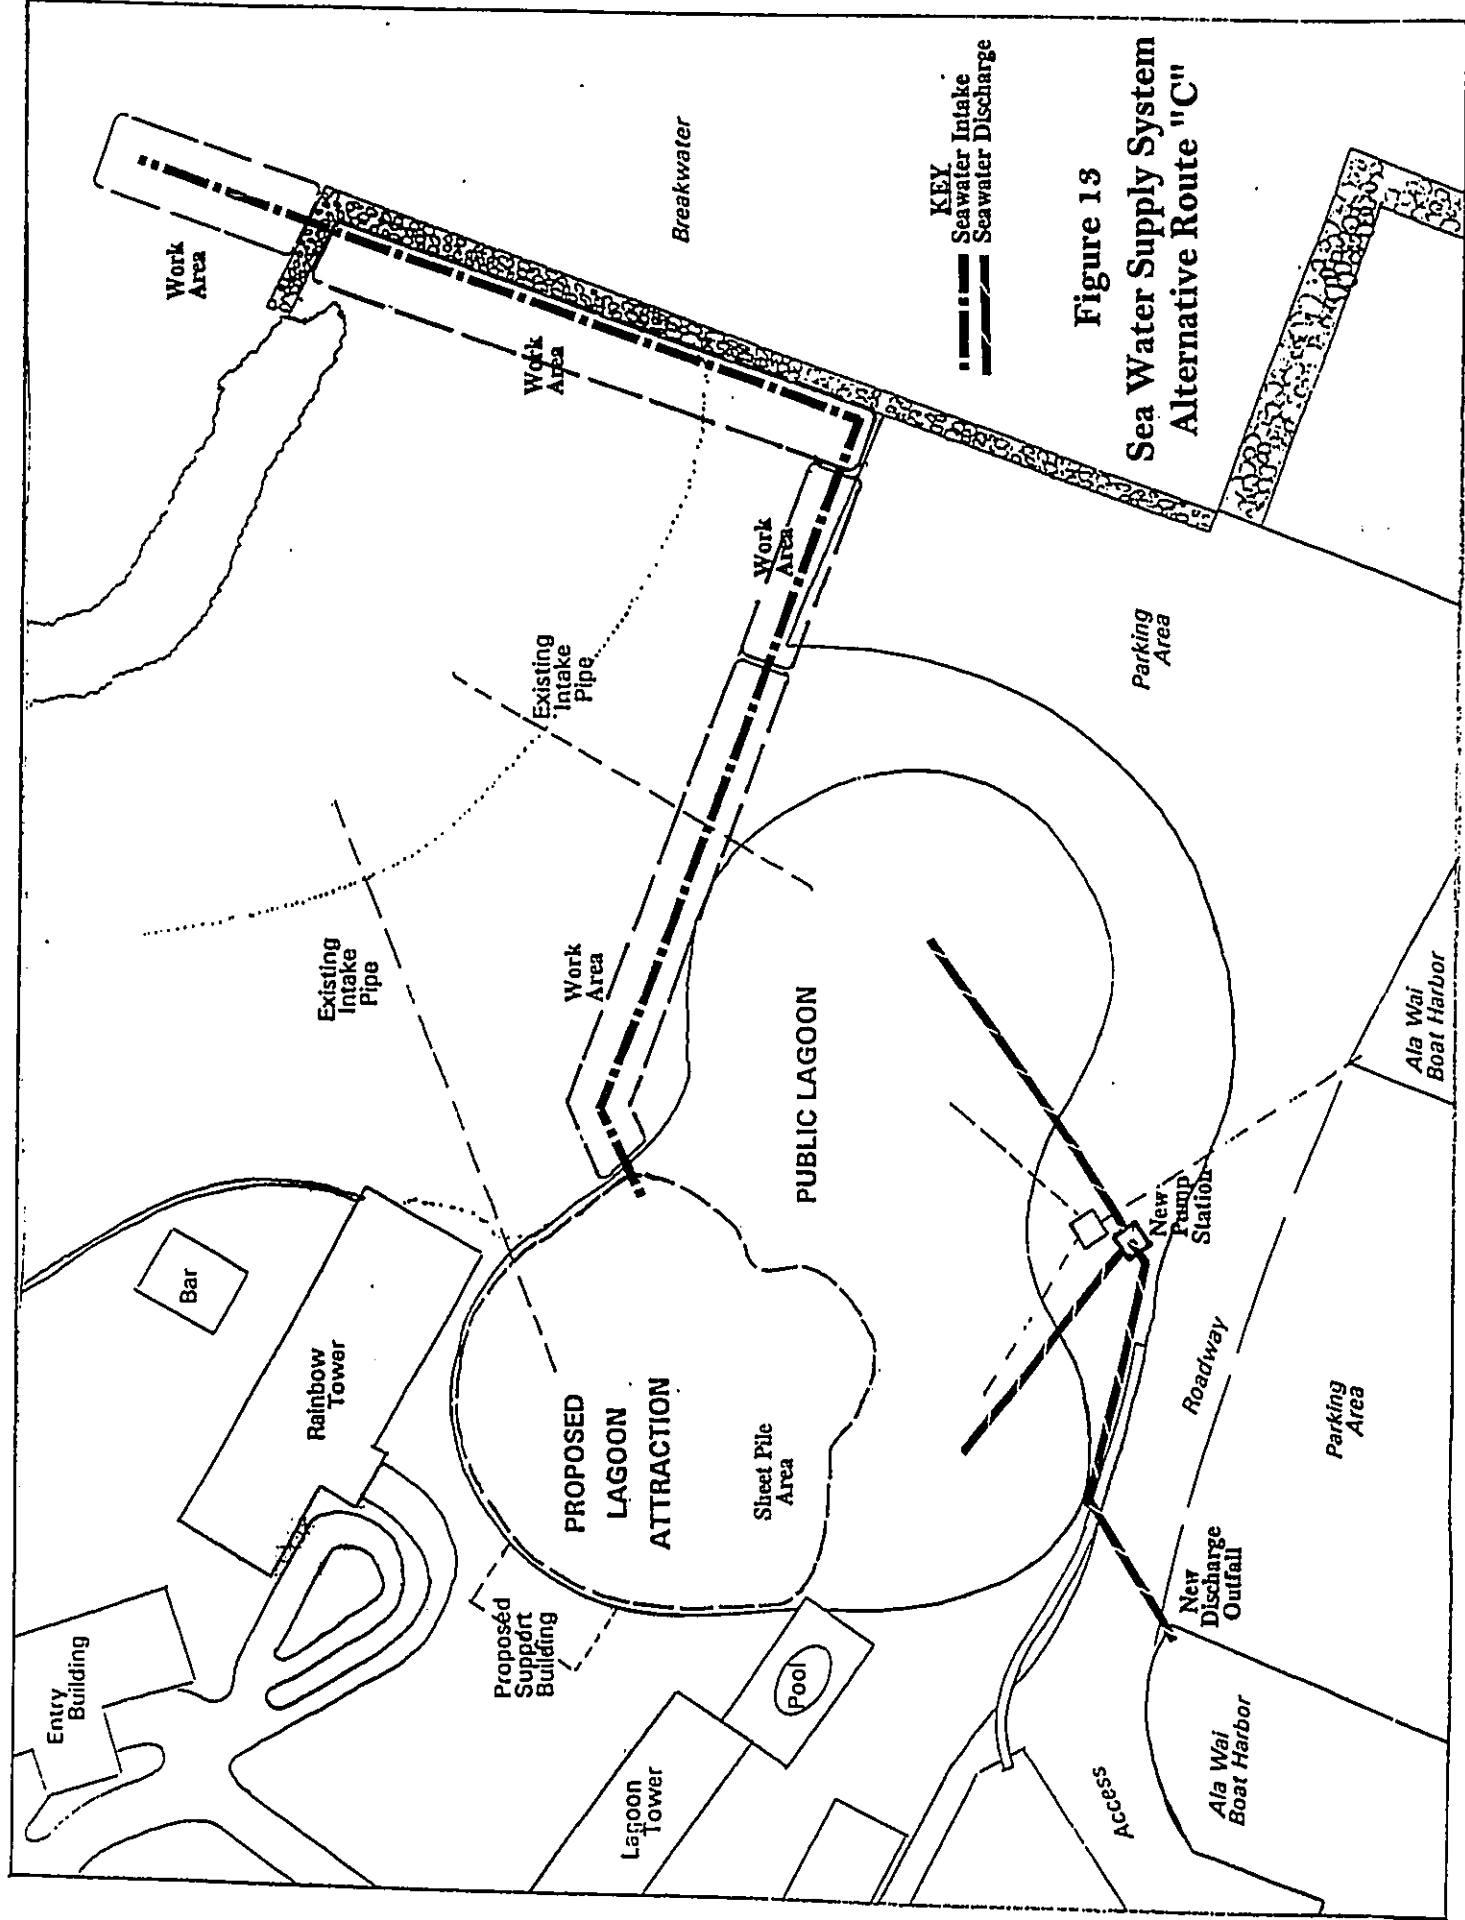 Entry
Building
Bar
Rainbow
Tower
Existing
Intake
Pipe
Existing
Intake
Pipe
Work
Area
Work
Area
Work
Area
Work
Area
Breakwater
PROPOSED
LAGOON
ATTRACTION
Sheet Pile
Area
Proposed
Support
Building
PUBLIC LAGOON
Pool
Lagoon
Tower
New
Pump
Station
Roadway
New
Discharge
Outfall
Access
Ala Wai
Boat Harbor
Parking
Area
Ala Wai
Boat Harbor
Parking
Area
KEY
Seawater Intake
Seawater Discharge
Figure 13
Sea Water Supply System
Alternative Route "C"